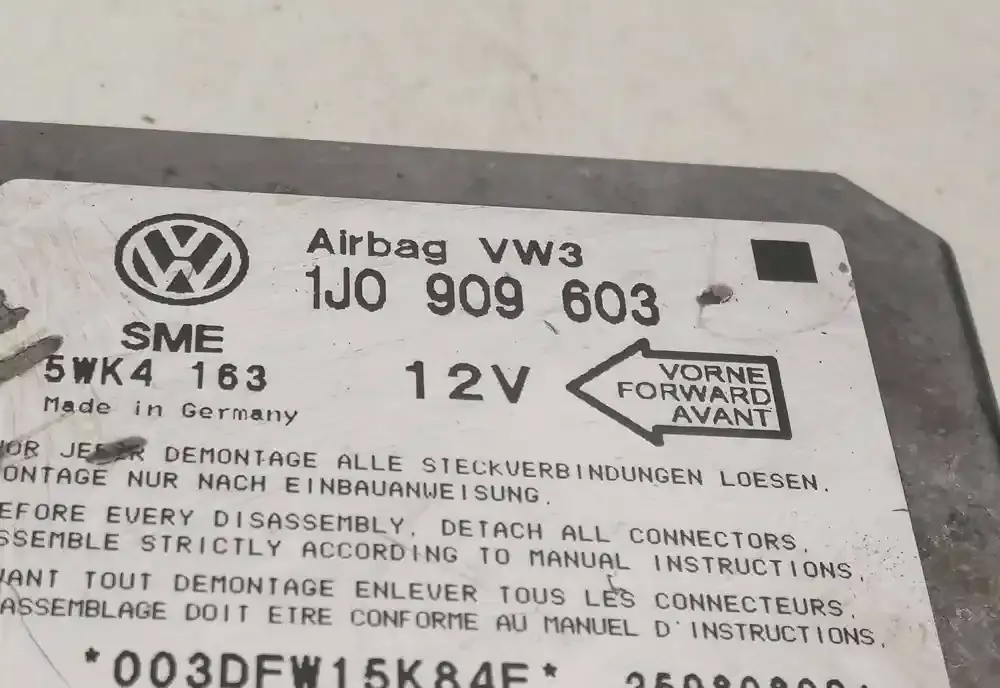 Airbag VW3
1J0 909 603
SME
5WK4 163
12V
VORNE
FORWARD
AVANT
Made in Germany
OR JEDER DEMONTAGE ALLE STECKVERBINDUNGEN LOESEN.
ONTAGE NUR NACH EINBAUANWEISUNG.
EFORE EVERY DISASSEMBLY, DETACH ALL CONNECTORS,
SSEMBLE STRICTLY ACCORDING TO MANUAL INSTRUCTIONS,
ANT TOUT DEMONTAGE ENLEVER TOUS LES CONNECTEURS,
ASSEMBLAGE DOIT ETRE CONFORME AU MANUEL D'INSTRUCTIONS,
*003DFW15K84F*